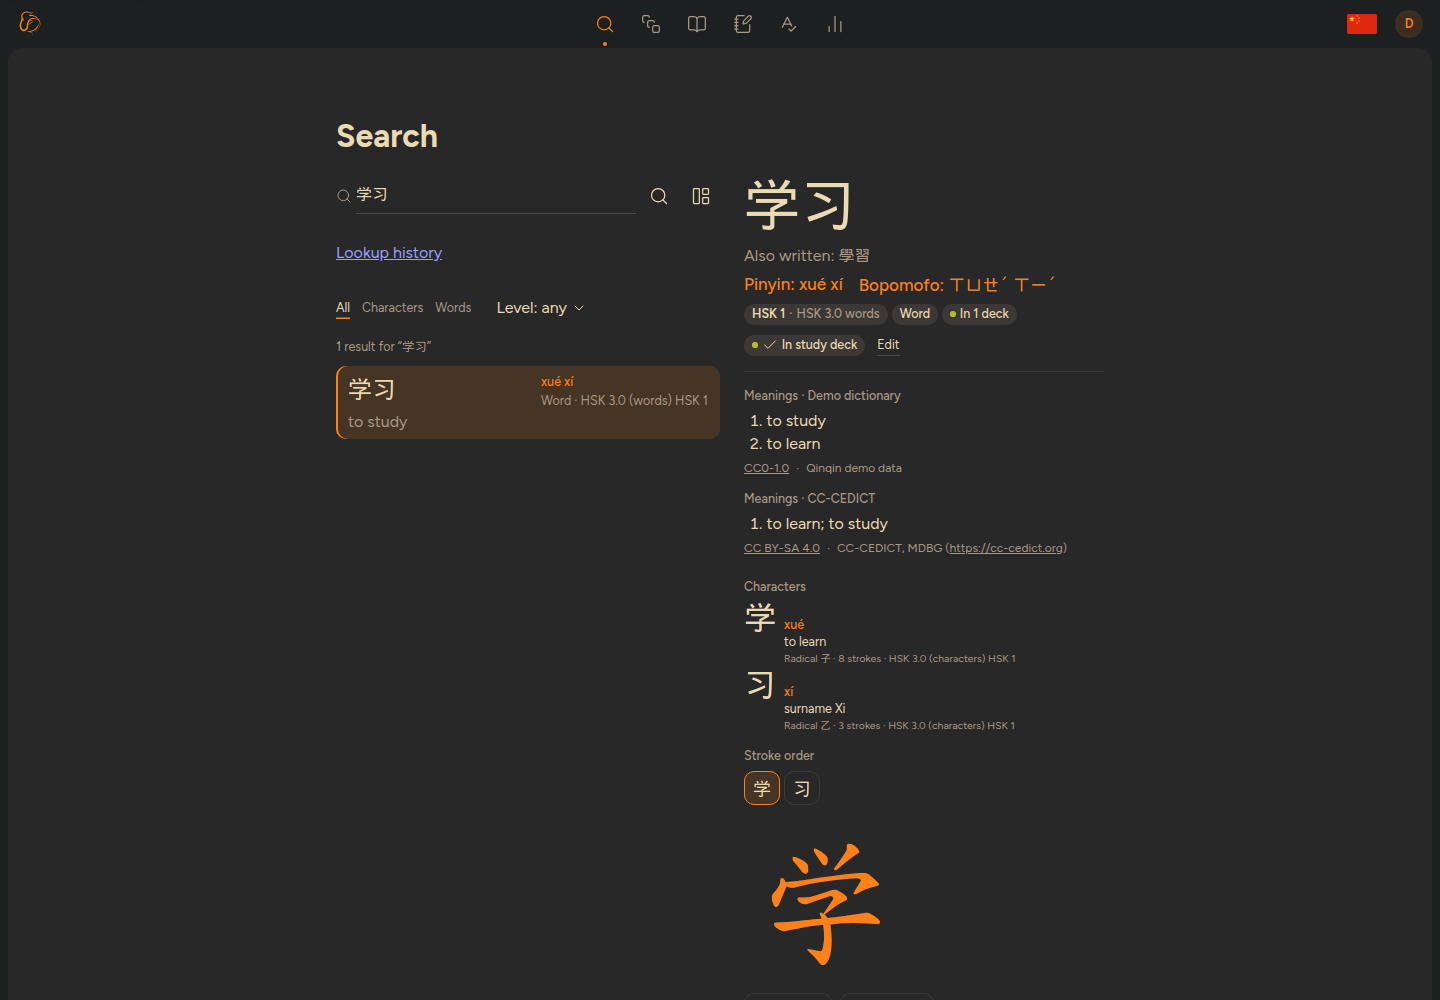 D
Search
学习
Lookup history
All Characters Words Level: any
1 result for “学习”
学习
xué xí
Word · HSK 3.0 (words) HSK 1
to study
学习
Also written: 學習
Pinyin: xué xí Bopomofo: ㄒㄩㄝˊ ㄒㄧˊ
HSK 1 · HSK 3.0 words Word In 1 deck
In study deck Edit
Meanings · Demo dictionary
1. to study
2. to learn
CC0-1.0 · Qinqin demo data
Meanings · CC-CEDICT
1. to learn; to study
CC BY-SA 4.0 · CC-CEDICT, MDBG (https://cc-cedict.org)
Characters
学
xué
to learn
Radical 子 · 8 strokes · HSK 3.0 (characters) HSK 1
习
xí
surname Xi
Radical 乙 · 3 strokes · HSK 3.0 (characters) HSK 1
Stroke order
学 习
学